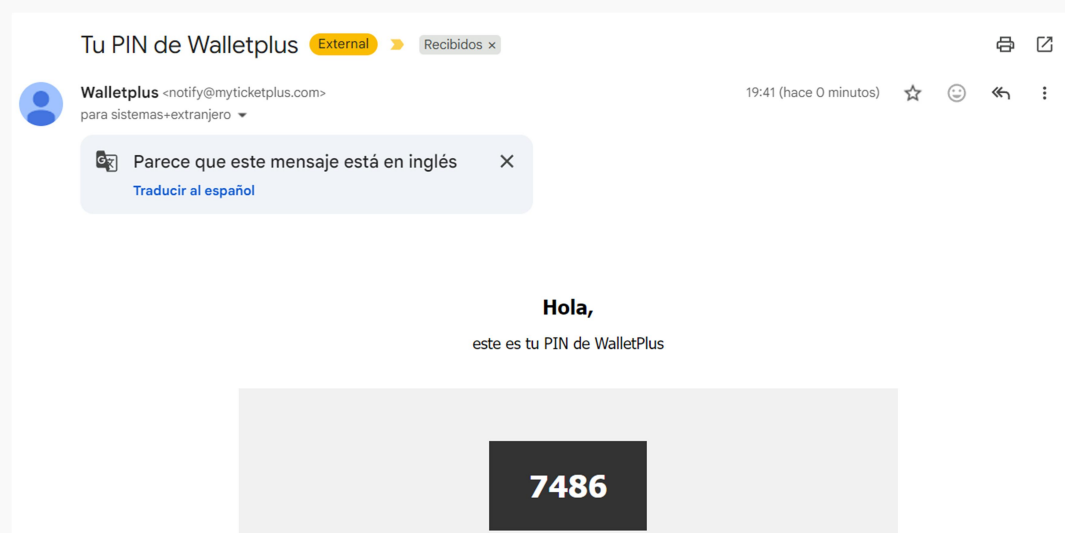 Tu PIN de Walletplus External Recibidos ×
Walletplus <notify@myticketplus.com> 19:41 (hace 0 minutos)
para sistemas+extranjero
Parece que este mensaje está en inglés
Traducir al español
Hola,
este es tu PIN de WalletPlus
7486